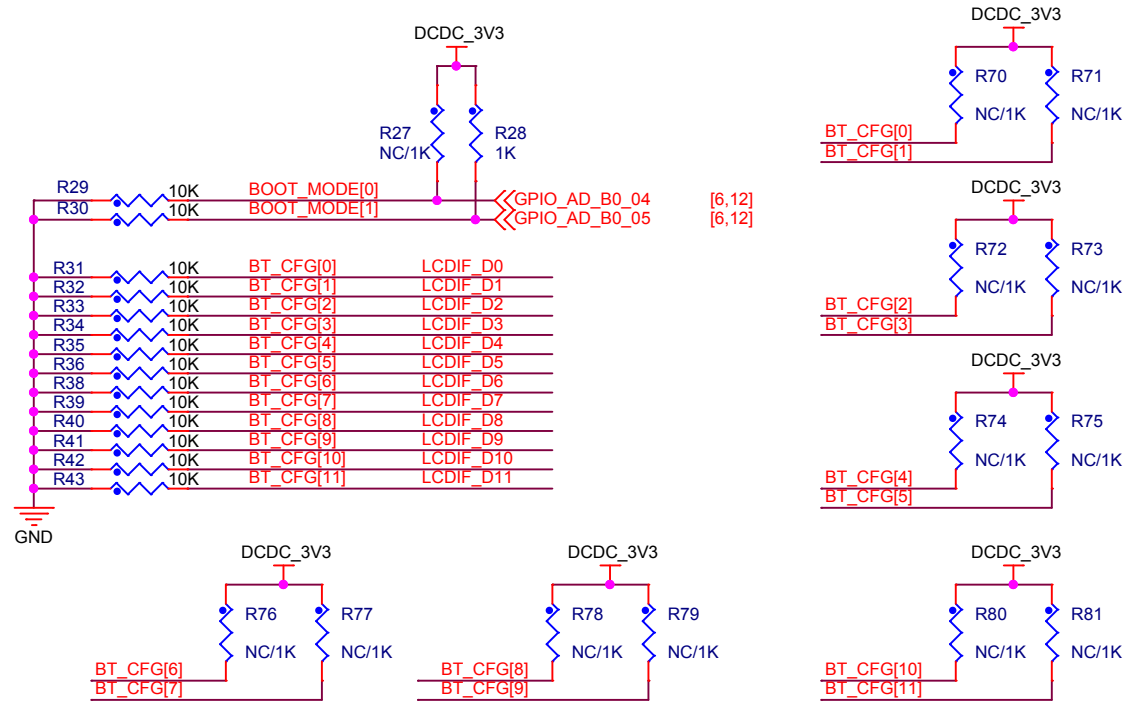 DCDC_3V3
R27
NC/1K
R28
1K
R29 10K BOOT_MODE[0] GPIO_AD_B0_04 [6,12]
R30 10K BOOT_MODE[1] GPIO_AD_B0_05 [6,12]
R31 10K BT_CFG[0] LCDIF_D0
R32 10K BT_CFG[1] LCDIF_D1
R33 10K BT_CFG[2] LCDIF_D2
R34 10K BT_CFG[3] LCDIF_D3
R35 10K BT_CFG[4] LCDIF_D4
R36 10K BT_CFG[5] LCDIF_D5
R38 10K BT_CFG[6] LCDIF_D6
R39 10K BT_CFG[7] LCDIF_D7
R40 10K BT_CFG[8] LCDIF_D8
R41 10K BT_CFG[9] LCDIF_D9
R42 10K BT_CFG[10] LCDIF_D10
R43 10K BT_CFG[11] LCDIF_D11
GND
DCDC_3V3
R70 R71
NC/1K NC/1K
BT_CFG[0]
BT_CFG[1]
DCDC_3V3
R72 R73
NC/1K NC/1K
BT_CFG[2]
BT_CFG[3]
DCDC_3V3
R74 R75
NC/1K NC/1K
BT_CFG[4]
BT_CFG[5]
DCDC_3V3
R76 R77
NC/1K NC/1K
BT_CFG[6]
BT_CFG[7]
DCDC_3V3
R78 R79
NC/1K NC/1K
BT_CFG[8]
BT_CFG[9]
DCDC_3V3
R80 R81
NC/1K NC/1K
BT_CFG[10]
BT_CFG[11]